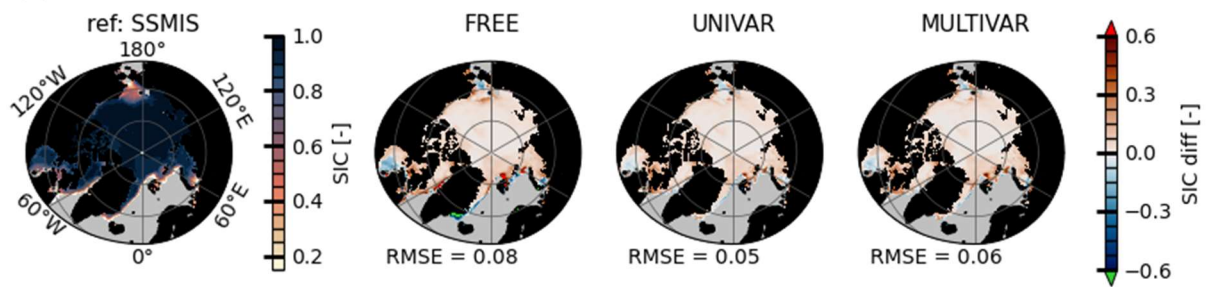 ref: SSMIS
180°
120°W
120°E
60°W
60°E
0°
1.0
0.8
0.6
0.4
0.2
SIC [-]
FREE
RMSE = 0.08
UNIVAR
RMSE = 0.05
MULTIVAR
RMSE = 0.06
0.6
0.3
0.0
−0.3
−0.6
SIC diff [-]